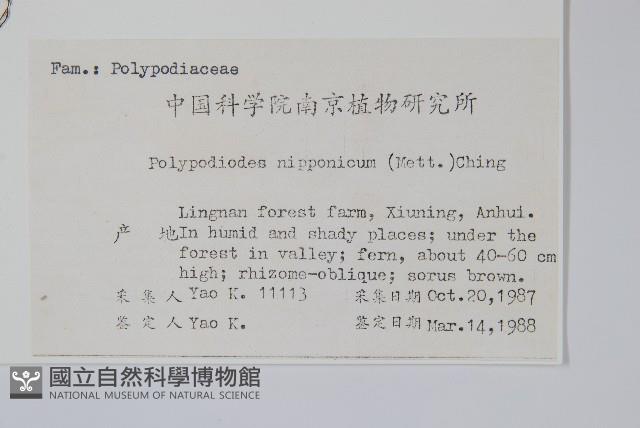 Fam.: Polypodiaceae
中国科学院南京植物研究所
Polypodiodes nipponicum (Mett.)Ching
Lingnan forest farm, Xiuning, Anhui.
产 地 In humid and shady places; under the
forest in valley; fern, about 40-60 cm
high; rhizome-oblique; sorus brown.
采集人 Yao K. 11113 采集日期 Oct.20,1987
鉴定人 Yao K. 鉴定日期 Mar.14,1988
國立自然科學博物館
NATIONAL MUSEUM OF NATURAL SCIENCE